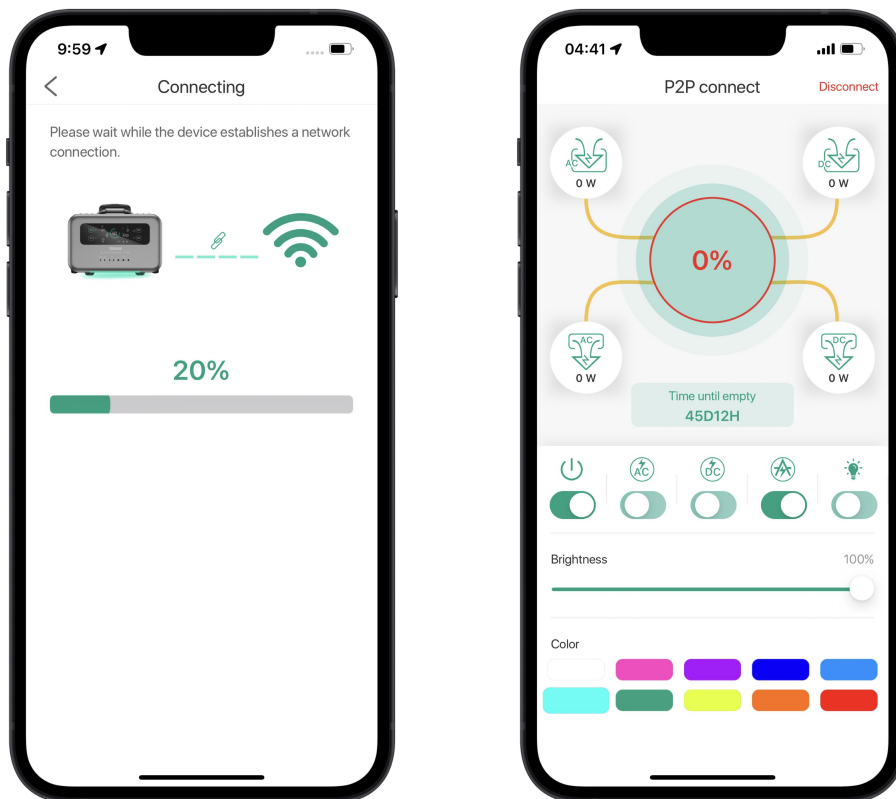 9:59
Connecting
Please wait while the device establishes a network
connection.
20%
04:41
P2P connect
Disconnect
AC
0 W
DC
0 W
0%
AC
0 W
DC
0 W
Time until empty
45D12H
AC
DC
A
Brightness
100%
Color